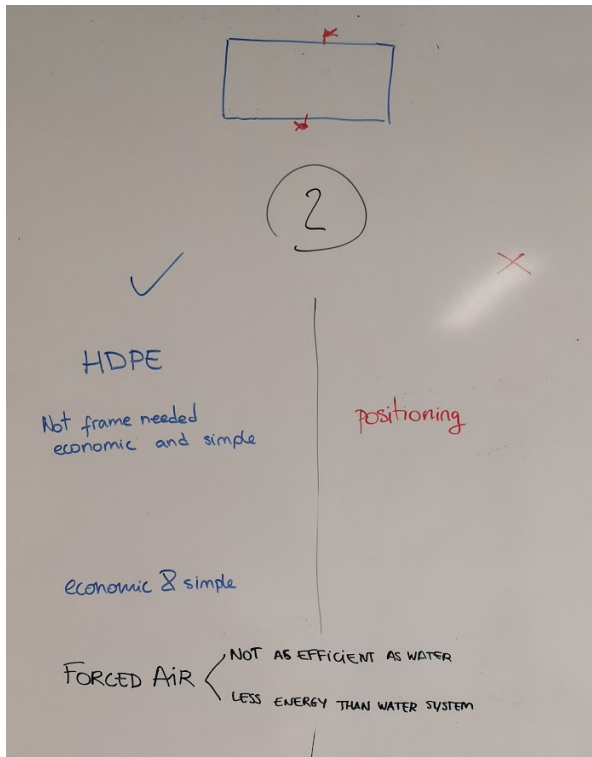 2
HDPE
Not frame needed
economic and simple
positioning
economic & simple
FORCED AIR
NOT AS EFFICIENT AS WATER
LESS ENERGY THAN WATER SYSTEM